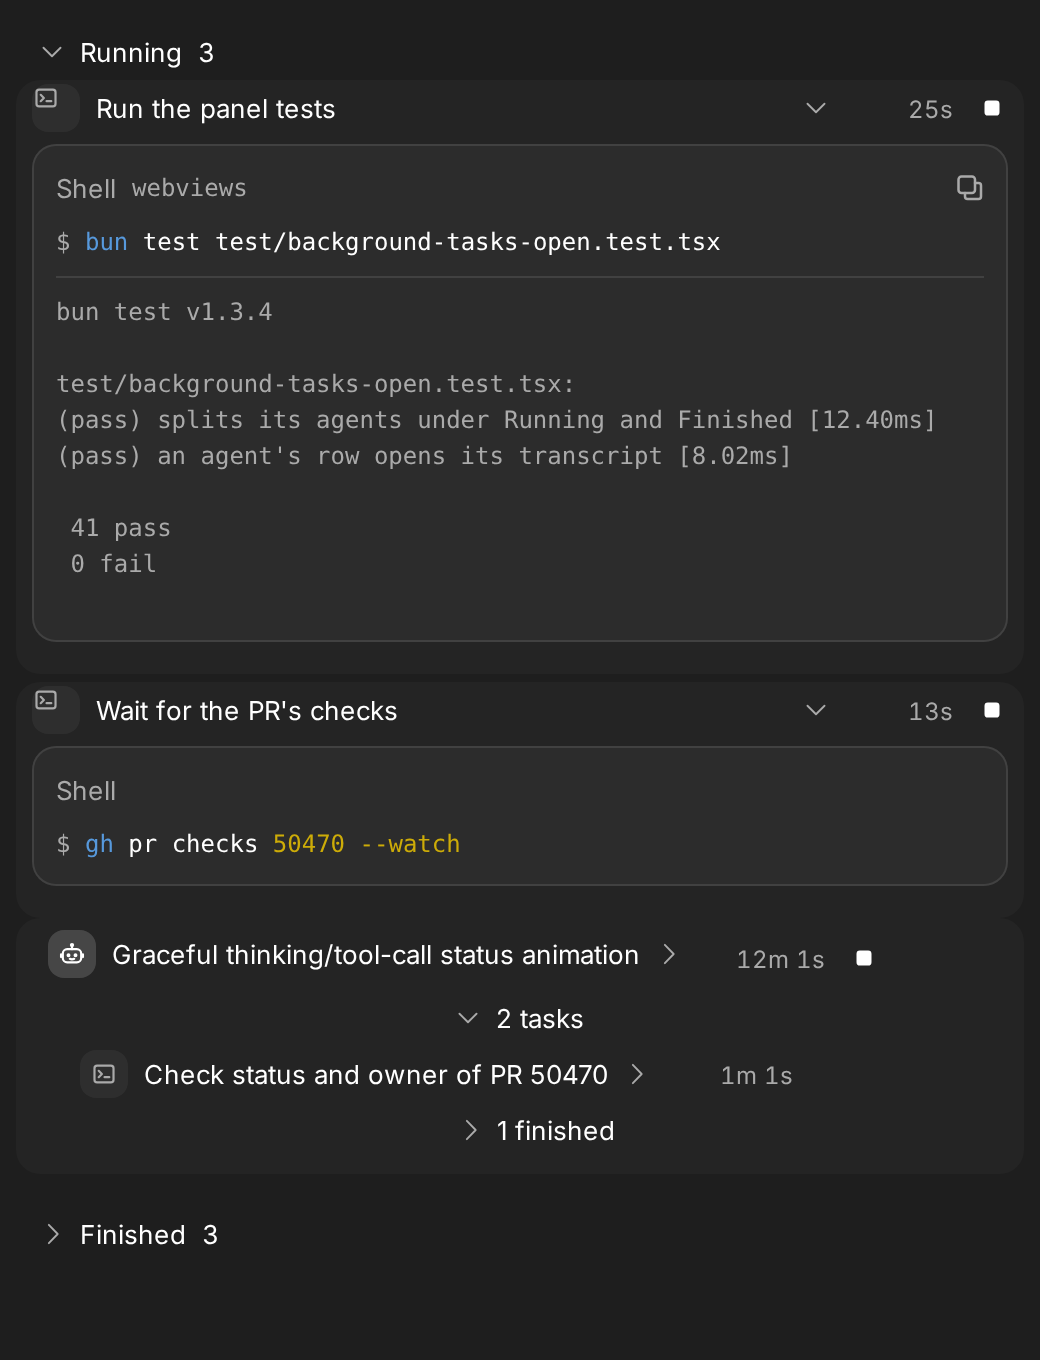 Running 3
Run the panel tests 25s
Shell webviews
$ bun test test/background-tasks-open.test.tsx
bun test v1.3.4
test/background-tasks-open.test.tsx:
(pass) splits its agents under Running and Finished [12.40ms]
(pass) an agent's row opens its transcript [8.02ms]
41 pass
0 fail
Wait for the PR's checks 13s
Shell
$ gh pr checks 50470 --watch
Graceful thinking/tool-call status animation 12m 1s
2 tasks
Check status and owner of PR 50470 1m 1s
1 finished
Finished 3